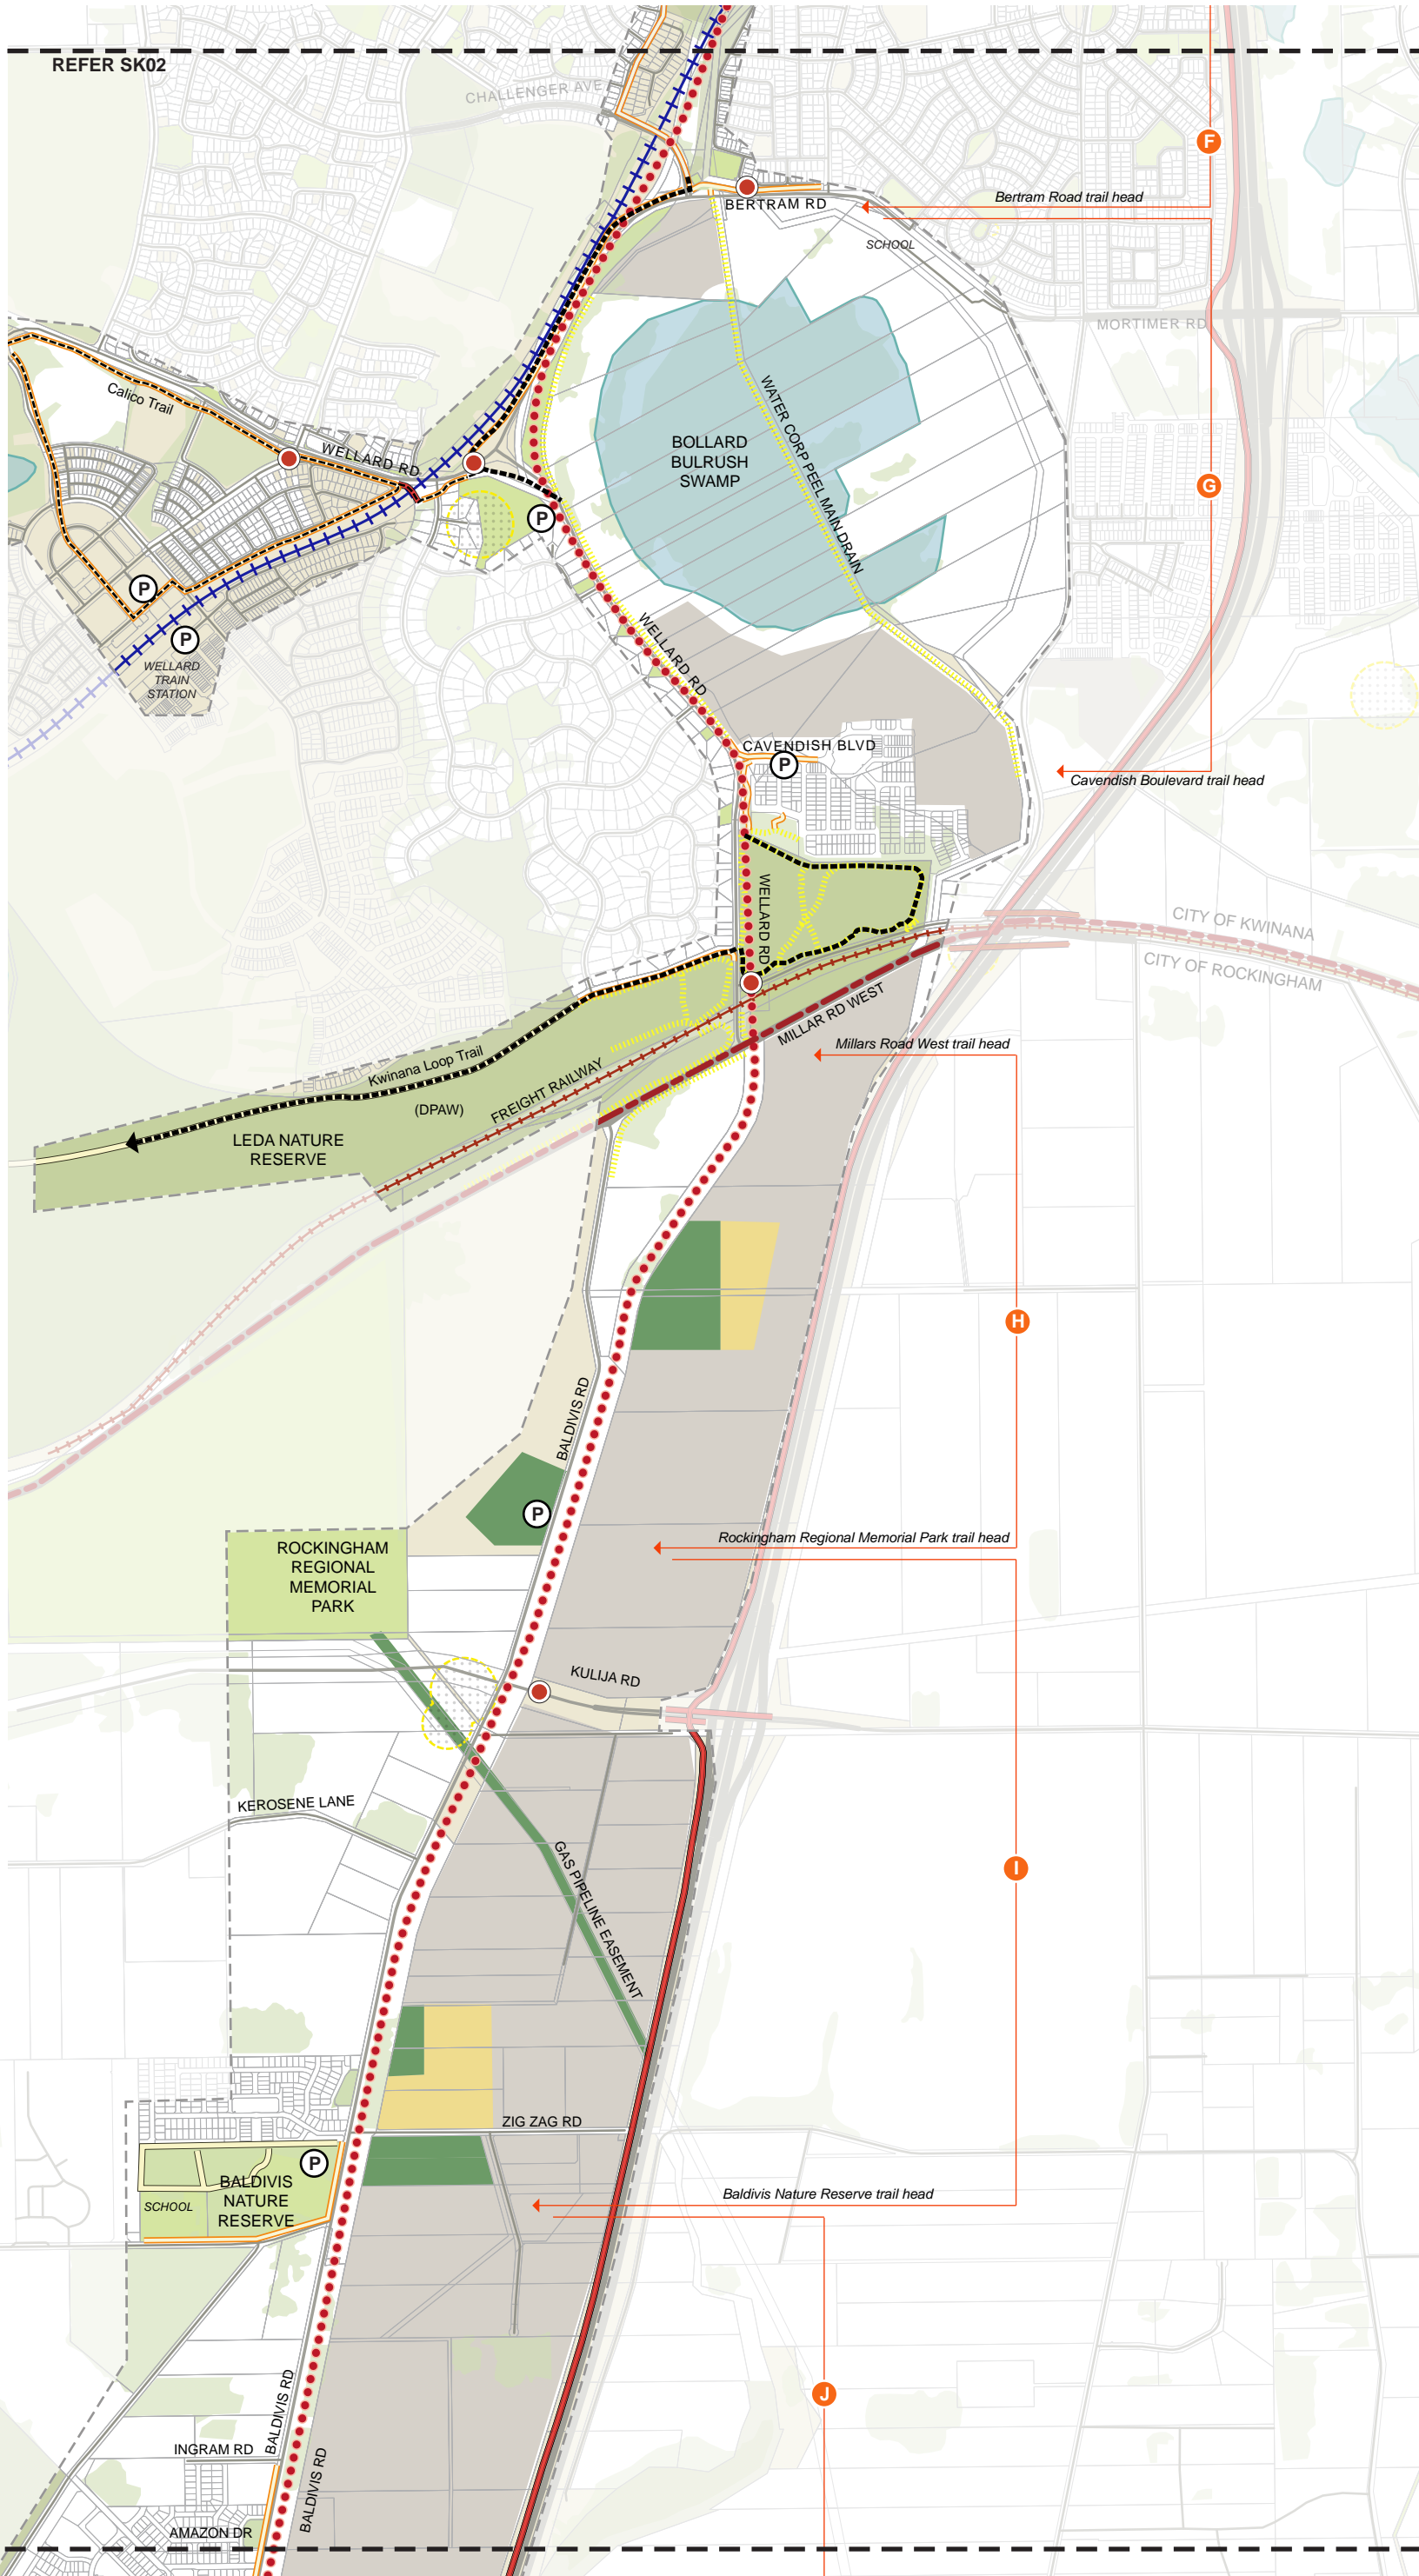 REFER SK02
CHALLENGER AVE
F
Bertram Road trail head
BERTRAM RD
SCHOOL
MORTIMER RD
Calico Trail
WELLARD RD
BOLLARD
BULRUSH
SWAMP
WATER CORP PEEL MAIN DRAIN
G
P
P
P
WELLARD
TRAIN
STATION
WELLARD RD
CAVENDISH BLVD
P
Cavendish Boulevard trail head
WELLARD RD
CITY OF KWINANA
CITY OF ROCKINGHAM
MILLAR RD WEST
Millars Road West trail head
Kwinana Loop Trail
(DPAW)
FREIGHT RAILWAY
LEDA NATURE
RESERVE
H
BALDIVIS RD
P
Rockingham Regional Memorial Park trail head
ROCKINGHAM
REGIONAL
MEMORIAL
PARK
KULIJA RD
KEROSENE LANE
GAS PIPELINE EASEMENT
I
ZIG ZAG RD
P
BALDIVIS
NATURE
RESERVE
SCHOOL
Baldivis Nature Reserve trail head
J
BALDIVIS RD
INGRAM RD
BALDIVIS RD
AMAZON DR